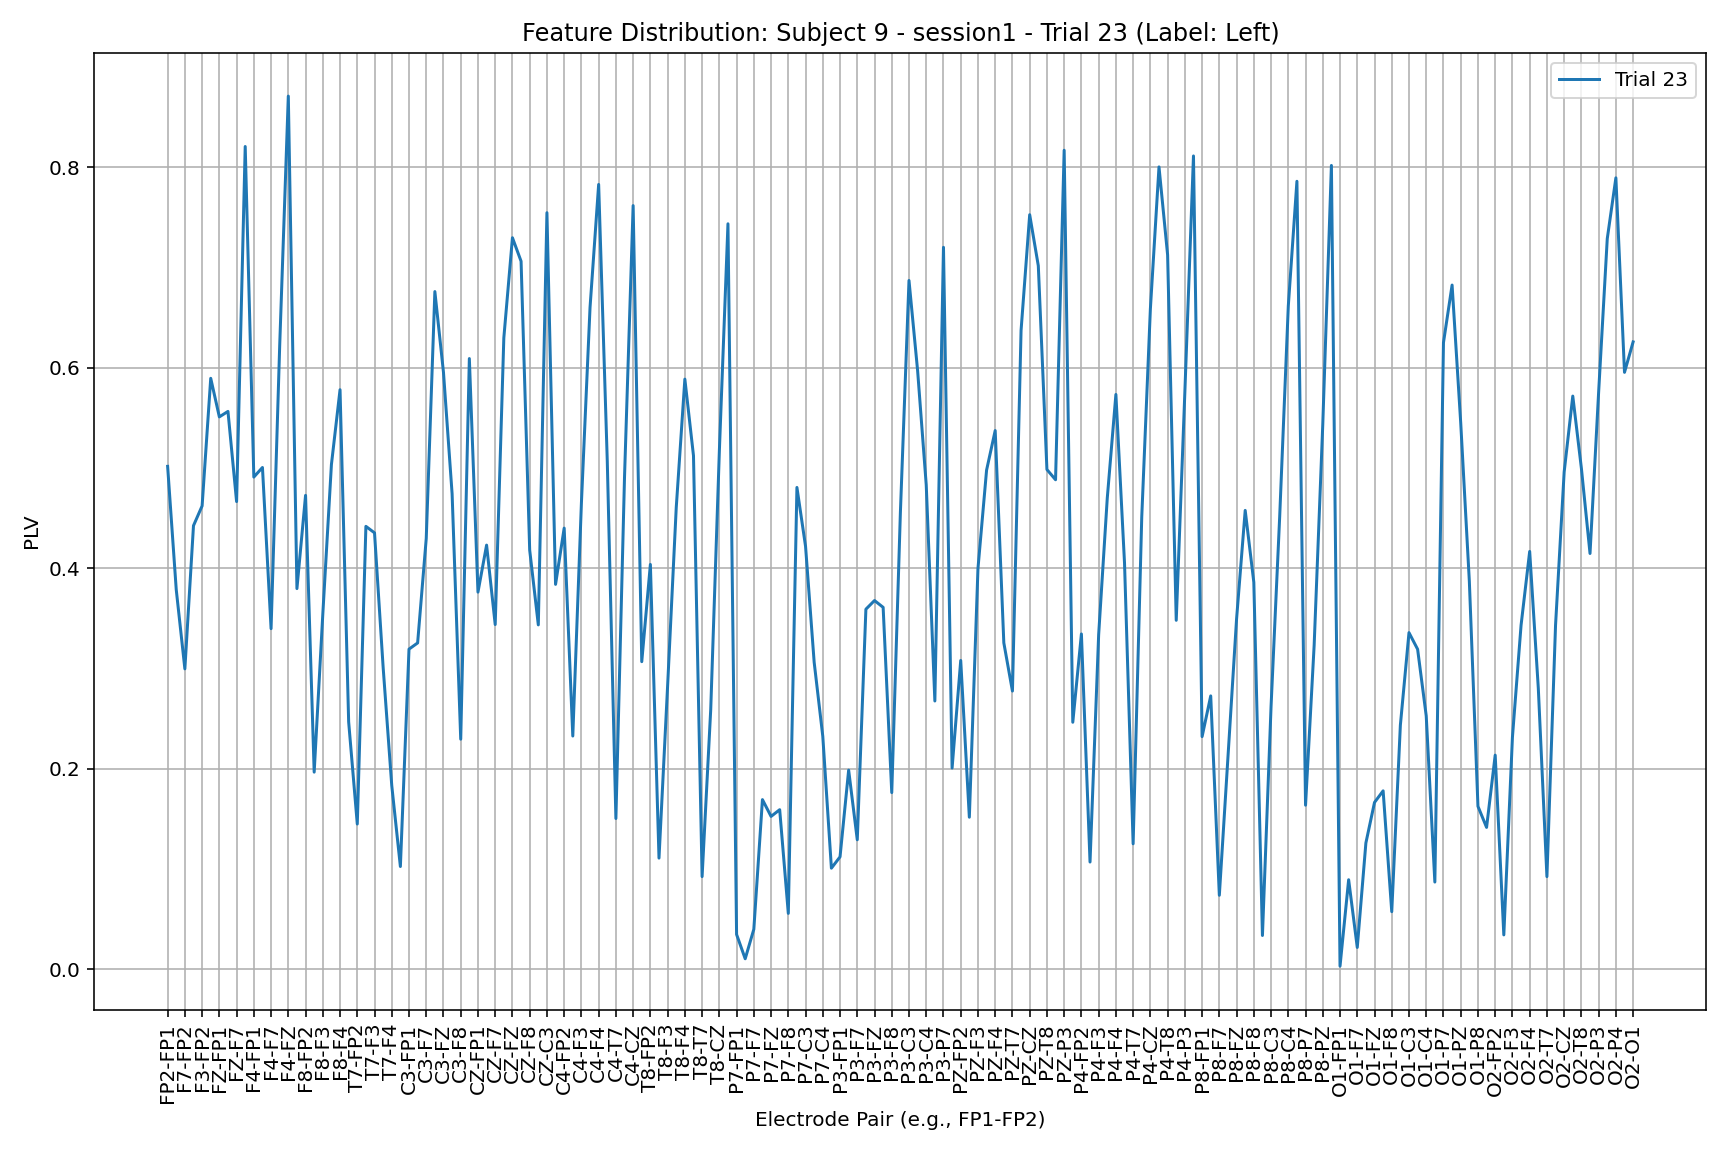 Feature Distribution: Subject 9 - session1 - Trial 23 (Label: Left)
Trial 23
PLV
0.8
0.6
0.4
0.2
0.0
FP2-FP1
F7-FP2
F3-FP2
FZ-FP1
FZ-F7
F4-FP1
F4-F7
F4-FZ
F8-FP2
F8-F3
F8-F4
T7-FP2
T7-F3
T7-F4
C3-FP1
C3-F7
C3-FZ
C3-F8
CZ-FP1
CZ-F7
CZ-FZ
CZ-F8
CZ-C3
C4-FP2
C4-F3
C4-F4
C4-T7
C4-CZ
T8-FP2
T8-F3
T8-F4
T8-T7
T8-CZ
P7-FP1
P7-F7
P7-FZ
P7-F8
P7-C3
P7-C4
P3-FP1
P3-F7
P3-FZ
P3-F8
P3-C3
P3-C4
P3-P7
PZ-FP2
PZ-F3
PZ-F4
PZ-T7
PZ-CZ
PZ-T8
PZ-P3
P4-FP2
P4-F3
P4-F4
P4-T7
P4-CZ
P4-T8
P4-P3
P8-FP1
P8-F7
P8-FZ
P8-F8
P8-C3
P8-C4
P8-P7
P8-PZ
O1-FP1
O1-F7
O1-FZ
O1-F8
O1-C3
O1-C4
O1-P7
O1-PZ
O1-P8
O2-FP2
O2-F3
O2-F4
O2-T7
O2-CZ
O2-T8
O2-P3
O2-P4
O2-O1
Electrode Pair (e.g., FP1-FP2)